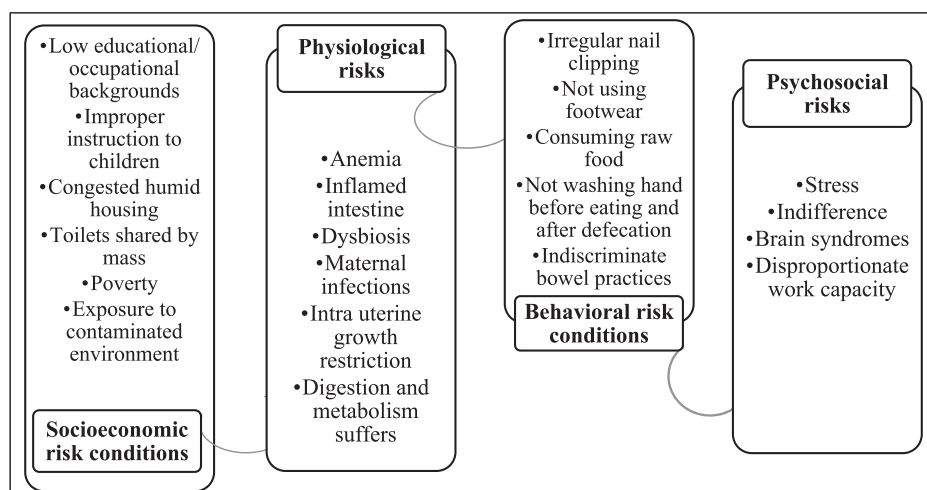 •Low educational/
occupational
backgrounds
•Improper
instruction to
children
•Congested humid
housing
•Toilets shared by
mass
•Poverty
•Exposure to
contaminated
environment
Socioeconomic
risk conditions
Physiological
risks
•Anemia
•Inflamed
intestine
•Dysbiosis
•Maternal
infections
•Intra uterine
growth
restriction
•Digestion and
metabolism
suffers
•Irregular nail
clipping
•Not using
footwear
•Consuming raw
food
•Not washing hand
before eating and
after defecation
•Indiscriminate
bowel practices
Behavioral risk
conditions
Psychosocial
risks
•Stress
•Indifference
•Brain syndromes
•Disproportionate
work capacity